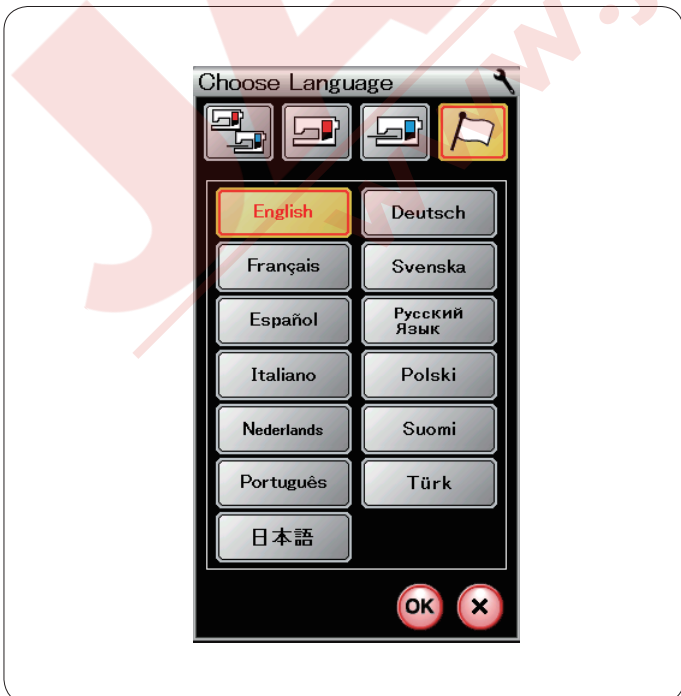 Choose Language
English
Deutsch
Français
Svenska
Español
Русский
Язык
Italiano
Polski
Nederlands
Suomi
Português
Türk
日本語
OK